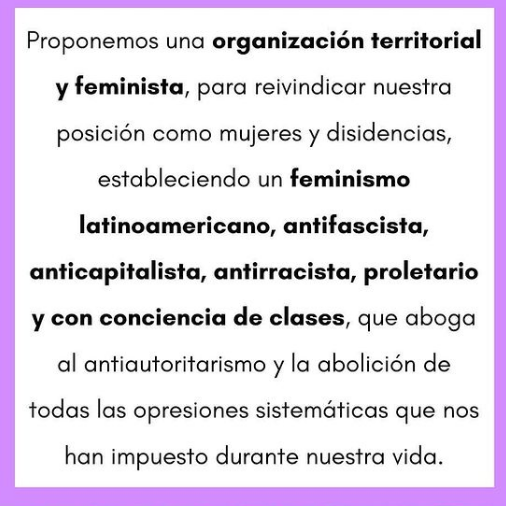 Proponemos una organización territorial
y feminista, para reivindicar nuestra
posición como mujeres y disidencias,
estableciendo un feminismo
latinoamericano, antifascista,
anticapitalista, antirracista, proletario
y con conciencia de clases, que aboga
al antiautoritarismo y la abolición de
todas las opresiones sistemáticas que nos
han impuesto durante nuestra vida.